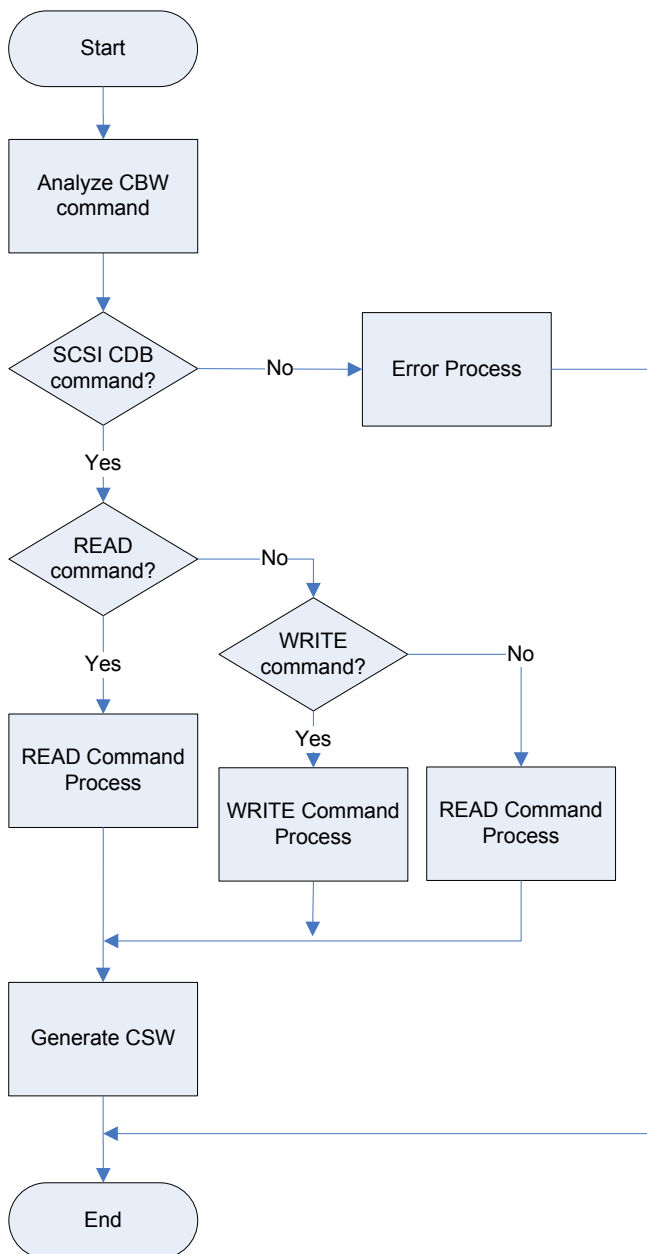 Start
Analyze CBW
command
SCSI CDB
command?
No
Error Process
Yes
READ
command?
No
WRITE
command?
No
Yes
READ Command
Process
Yes
WRITE Command
Process
READ Command
Process
Generate CSW
End